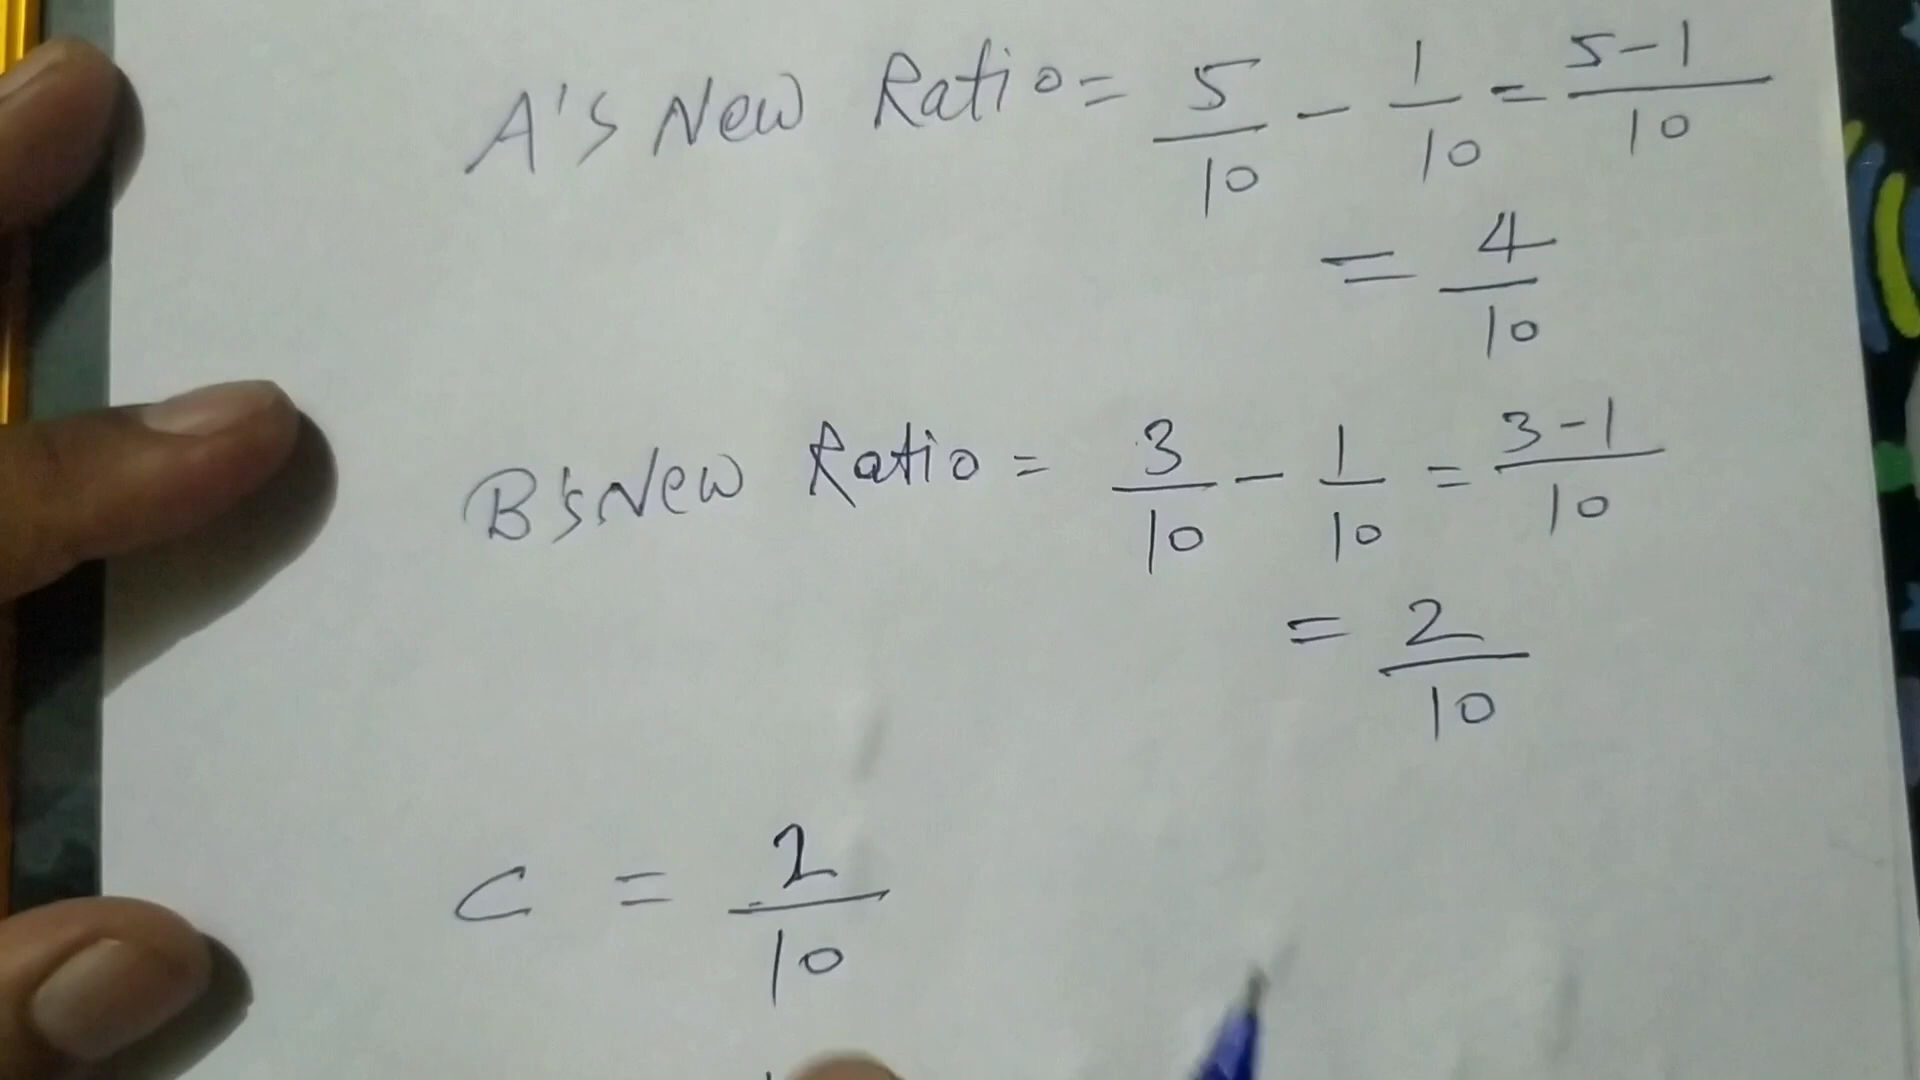 A's New Ratio = 5/10 - 1/10 = 5-1/10
= 4/10
B's New Ratio = 3/10 - 1/10 = 3-1/10
= 2/10
C = 2/10